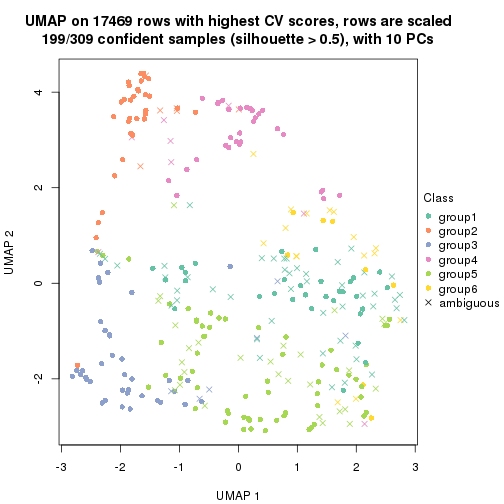 UMAP on 17469 rows with highest CV scores, rows are scaled
199/309 confident samples (silhouette > 0.5), with 10 PCs
4
2
0
-2
UMAP 2
-3
-2
-1
0
1
2
3
UMAP 1
Class
group1
group2
group3
group4
group5
group6
ambiguous